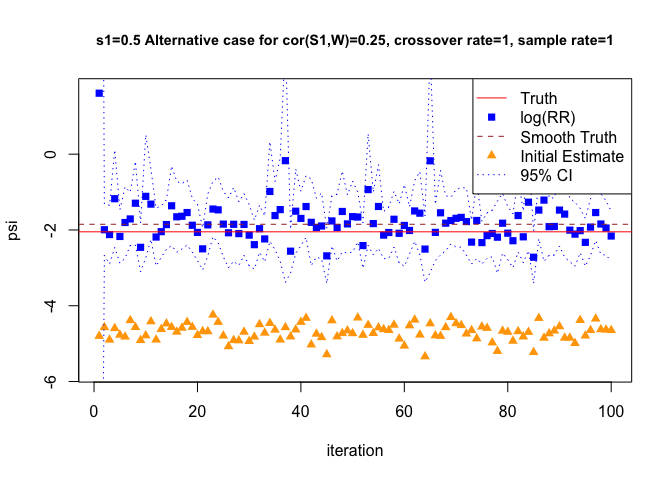 s1=0.5 Alternative case for cor(S1,W)=0.25, crossover rate=1, sample rate=1
Truth
log(RR)
Smooth Truth
Initial Estimate
95% CI
psi
0
-2
-4
-6
0
20
40
60
80
100
iteration